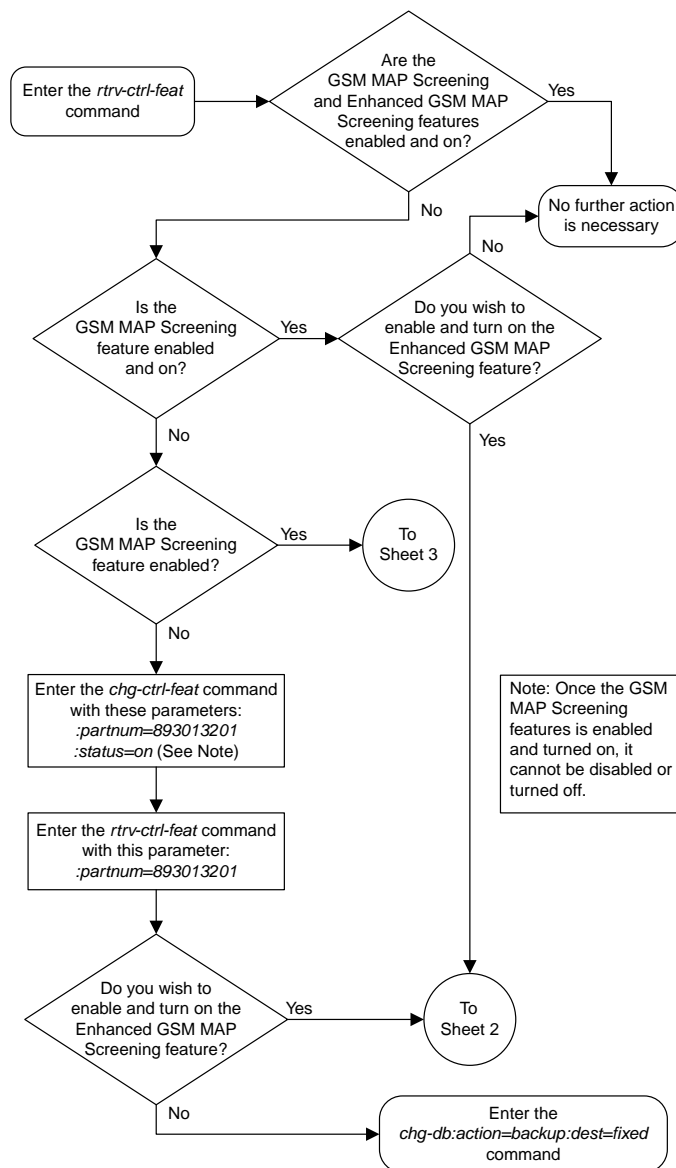 Enter the rtrv-ctrl-feat
command
Are the
GSM MAP Screening
and Enhanced GSM MAP
Screening features
enabled and on?
Yes
No
No further action
is necessary
No
Is the
GSM MAP Screening
feature enabled
and on?
Yes
Do you wish to
enable and turn on the
Enhanced GSM MAP
Screening feature?
No
Yes
Is the
GSM MAP Screening
feature enabled?
Yes
To
Sheet 3
No
Enter the chg-ctrl-feat command
with these parameters:
:partnum=893013201
:status=on (See Note)
Note: Once the GSM
MAP Screening
features is enabled
and turned on, it
cannot be disabled or
turned off.
Enter the rtrv-ctrl-feat command
with this parameter:
:partnum=893013201
Do you wish to
enable and turn on the
Enhanced GSM MAP
Screening feature?
Yes
To
Sheet 2
No
Enter the
chg-db:action=backup:dest=fixed
command